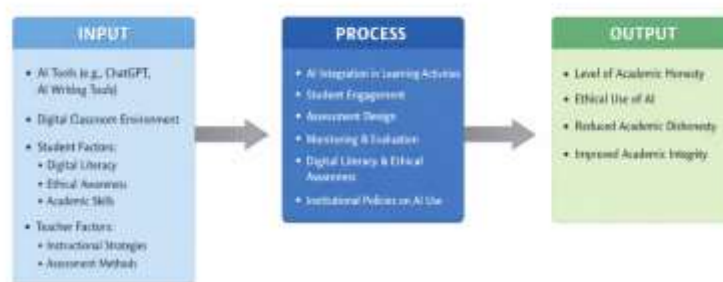 INPUT
• AI Tools (e.g., ChatGPT,
AI Writing Tools)
• Digital Classroom Environment
• Student Factors:
• Digital Literacy
• Ethical Awareness
• Academic Skills
• Teacher Factors:
• Instructional Strategies
• Assessment Methods
PROCESS
• AI Integration in Learning Activities
• Student Engagement
• Assessment Design
• Monitoring & Evaluation
• Digital Literacy & Ethical
Awareness
• Institutional Policies on AI Use
OUTPUT
• Level of Academic Honesty
• Ethical Use of AI
• Reduced Academic Dishonesty
• Improved Academic Integrity